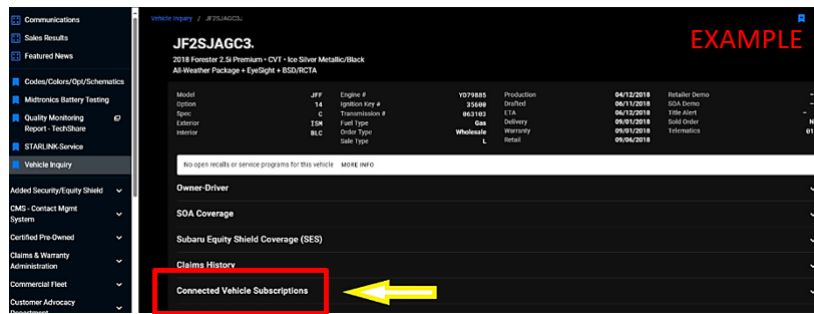 Communications
Sales Results
Featured News
Codes/Colors/Opt/Schematics
Midtronics Battery Testing
Quality Monitoring
Report - TechShare
STARLINK-Service
Vehicle Inquiry
Added Security/Equity Shield
CMS - Contact Mgmt
System
Certified Pre-Owned
Claims & Warranty
Administration
Commercial Fleet
Customer Advocacy
Department
Vehicle Inquiry / JF2SJAGC3
EXAMPLE
JF2SJAGC3
2018 Forester 2.5i Premium • CVT • Ice Silver Metallic/Black
All-Weather Package + EyeSight + BSD/RCTA
Model JFF
Option 14
Spec C
Exterior ISM
Interior BLC
Engine # YD79885
Ignition Key # 35600
Transmission # 063103
Fuel Type Gas
Order Type Wholesale
Sale Type L
Production 04/12/2018
Drafted 06/11/2018
ETA 06/12/2018
Delivery 09/01/2018
Warranty 09/01/2018
Retail 09/06/2018
Retailer Demo –
SOA Demo –
Title Alert –
Sold Order N
Telematics 01
No open recalls or service programs for this vehicle MORE INFO
Owner-Driver
SOA Coverage
Subaru Equity Shield Coverage (SES)
Claims History
Connected Vehicle Subscriptions